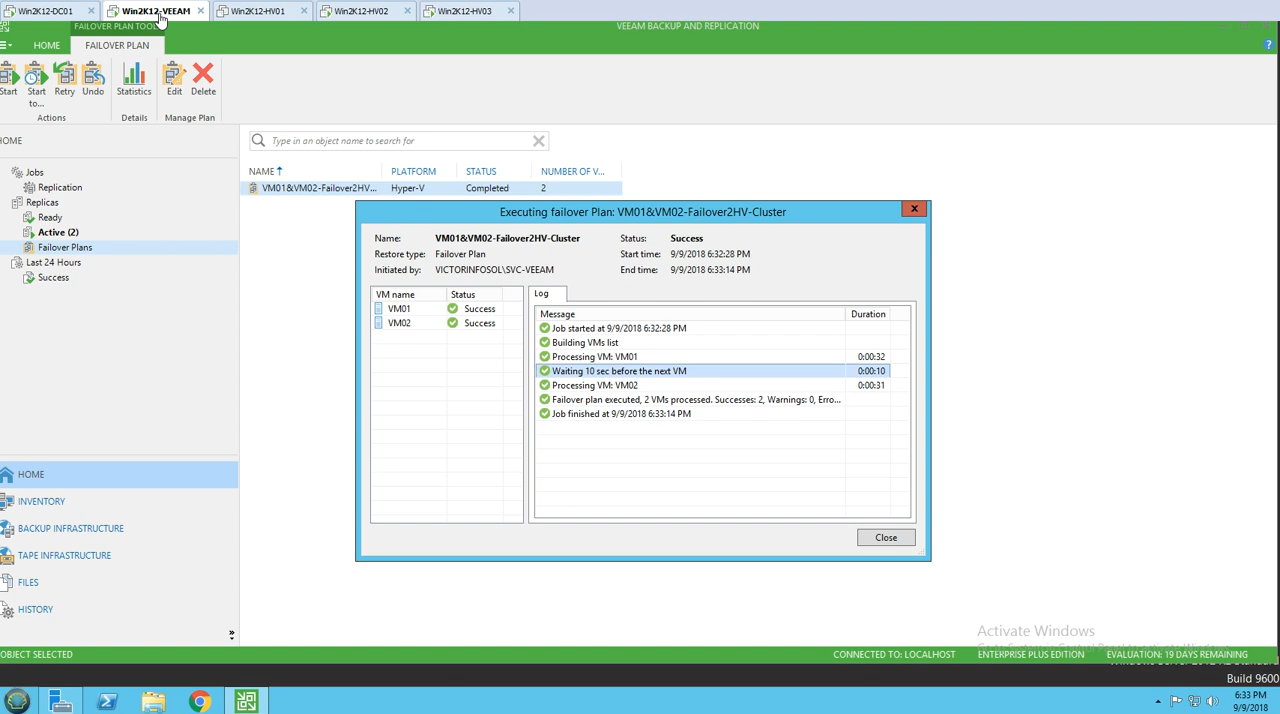 Win2K12-DC01
Win2K12-VEEAM
Win2K12-HV01
Win2K12-HV02
Win2K12-HV03
FAILOVER PLAN TOOL
VEEAM BACKUP AND REPLICATION
HOME
FAILOVER PLAN
Start
Start to...
Retry
Undo
Statistics
Edit
Delete
Actions
Details
Manage Plan
HOME
Type in an object name to search for
Jobs
Replication
Replicas
Ready
Active (2)
Failover Plans
Last 24 Hours
Success
NAME
PLATFORM
STATUS
NUMBER OF V...
VM01&VM02-Failover2HV...
Hyper-V
Completed
2
Executing failover Plan: VM01&VM02-Failover2HV-Cluster
Name: VM01&VM02-Failover2HV-Cluster
Status: Success
Restore type: Failover Plan
Start time: 9/9/2018 6:32:28 PM
Initiated by: VICTORINFOSOL\SVC-VEEAM
End time: 9/9/2018 6:33:14 PM
VM name
Status
VM01 Success
VM02 Success
Log
Message
Duration
Job started at 9/9/2018 6:32:28 PM
Building VMs list
Processing VM: VM01 0:00:32
Waiting 10 sec before the next VM 0:00:10
Processing VM: VM02 0:00:31
Failover plan executed, 2 VMs processed. Successes: 2, Warnings: 0, Erro...
Job finished at 9/9/2018 6:33:14 PM
Close
HOME
INVENTORY
BACKUP INFRASTRUCTURE
TAPE INFRASTRUCTURE
FILES
HISTORY
Activate Windows
OBJECT SELECTED
CONNECTED TO: LOCALHOST
ENTERPRISE PLUS EDITION
EVALUATION: 19 DAYS REMAINING
Build 9600
6:33 PM
9/9/2018